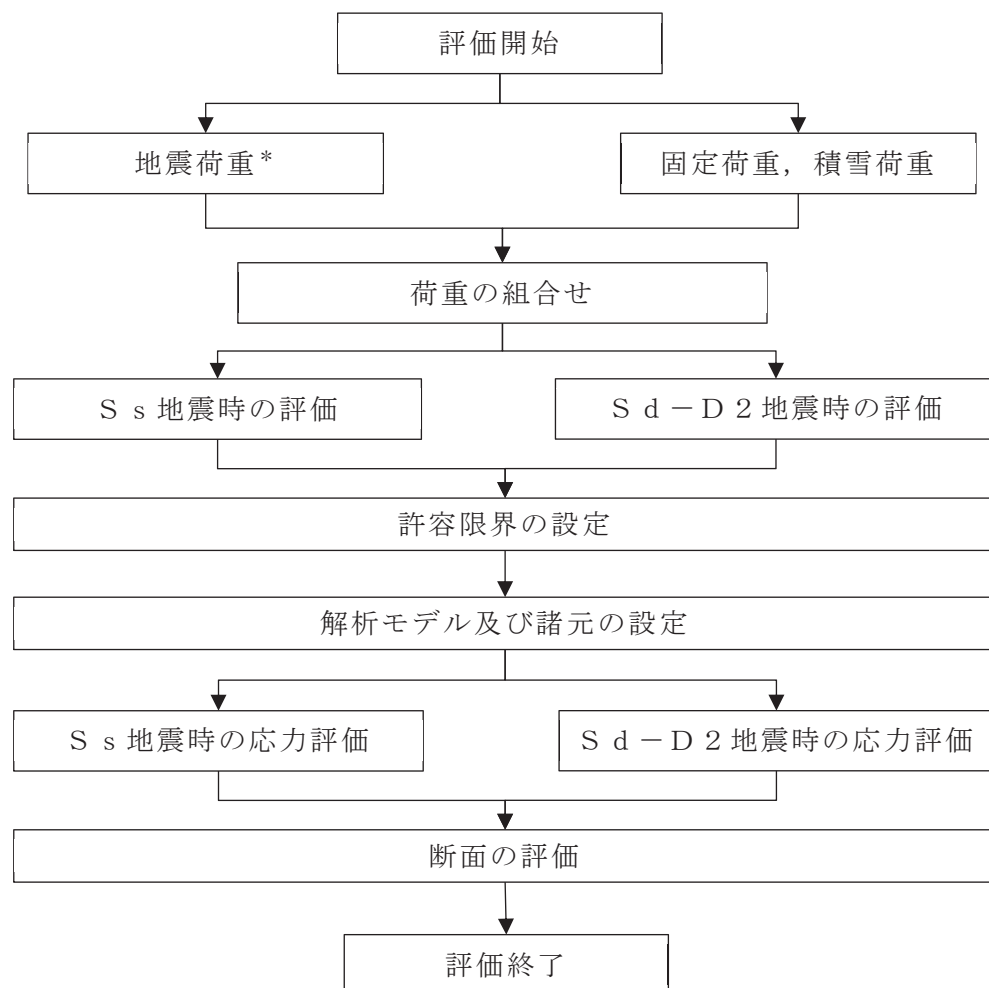 評価開始
地震荷重*
固定荷重，積雪荷重
荷重の組合せ
Ｓｓ地震時の評価
Ｓｄ－Ｄ２地震時の評価
許容限界の設定
解析モデル及び諸元の設定
Ｓｓ地震時の応力評価
Ｓｄ－Ｄ２地震時の応力評価
断面の評価
評価終了